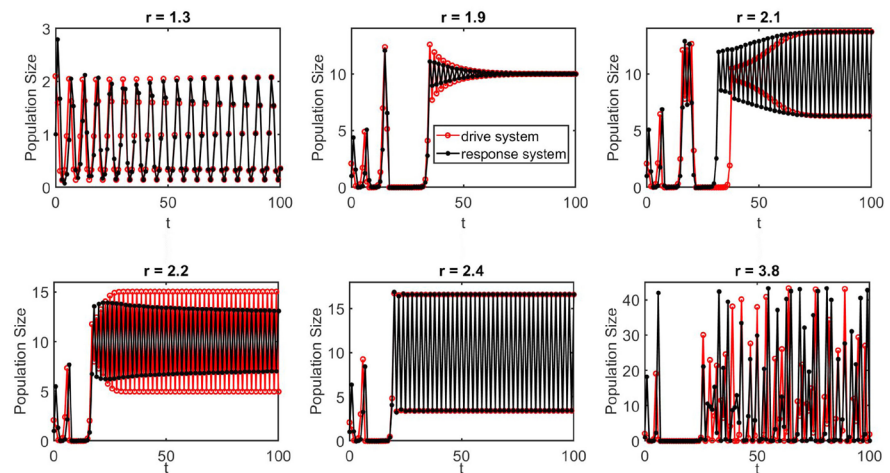 r = 1.3
r = 1.9
r = 2.1
Population Size
3
2
1
0
0 50 100
t
Population Size
10
5
0
0 50 100
t
drive system
response system
Population Size
10
5
0
0 50 100
t
r = 2.2
r = 2.4
r = 3.8
Population Size
15
10
5
0
0 50 100
t
Population Size
15
10
5
0
0 50 100
t
Population Size
40
30
20
10
0
0 50 100
t